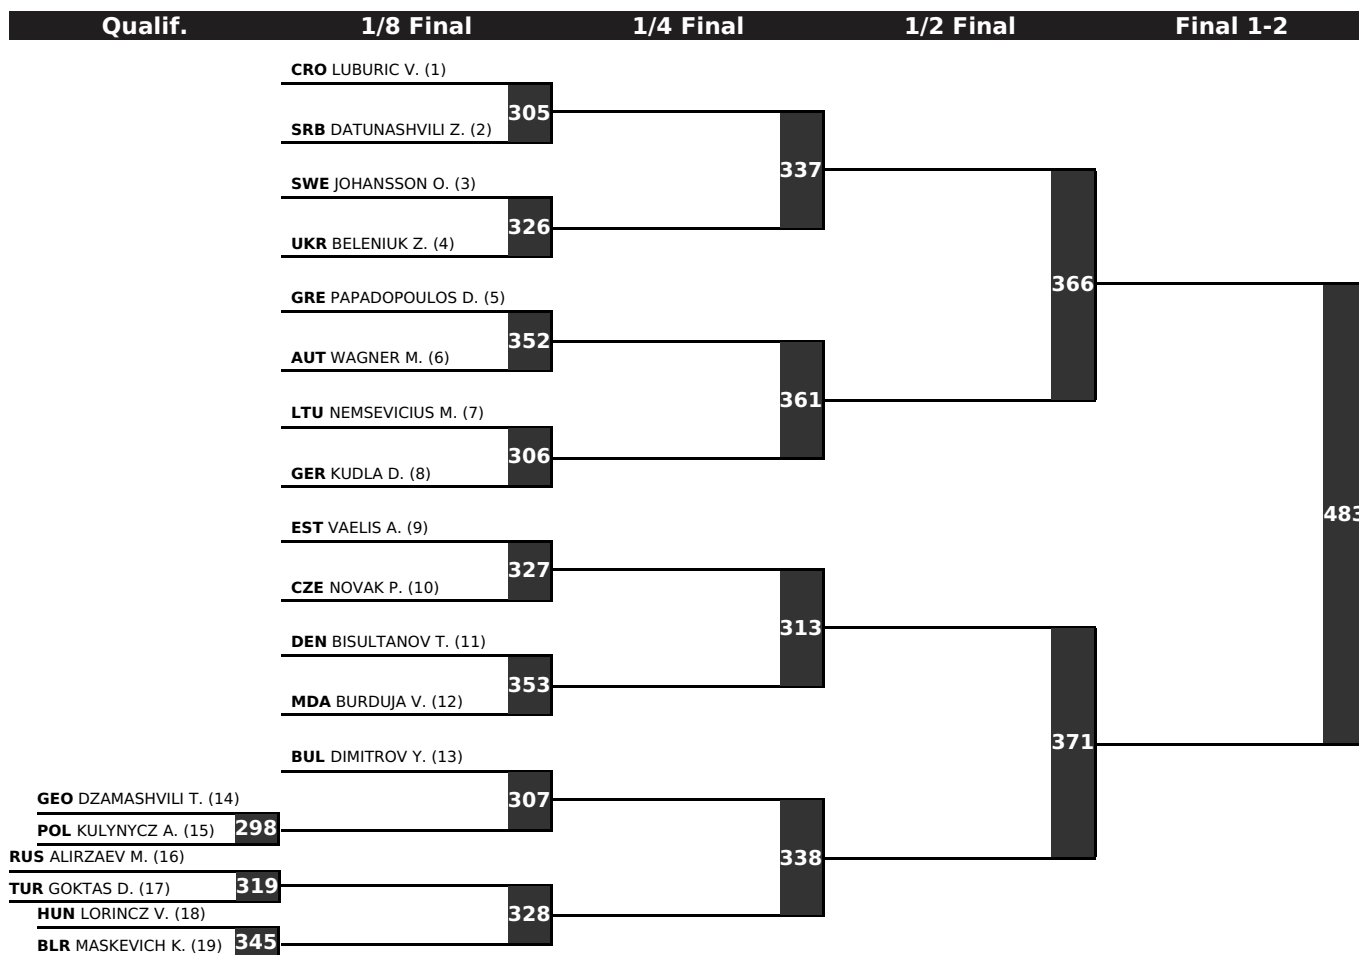 Qualif. 1/8 Final 1/4 Final 1/2 Final Final 1-2
CRO LUBURIC V. (1)
305
SRB DATUNASHVILI Z. (2)
337
SWE JOHANSSON O. (3)
326
UKR BELENIUK Z. (4)
366
GRE PAPADOPOULOS D. (5)
352
AUT WAGNER M. (6)
361
LTU NEMSEVICIUS M. (7)
306
GER KUDLA D. (8)
483
EST VAELIS A. (9)
327
CZE NOVAK P. (10)
313
DEN BISULTANOV T. (11)
353
MDA BURDUJA V. (12)
371
BUL DIMITROV Y. (13)
307
GEO DZAMASHVILI T. (14)
298
POL KULYNYCZ A. (15)
338
RUS ALIRZAEV M. (16)
319
TUR GOKTAS D. (17)
328
HUN LORINCZ V. (18)
345
BLR MASKEVICH K. (19)